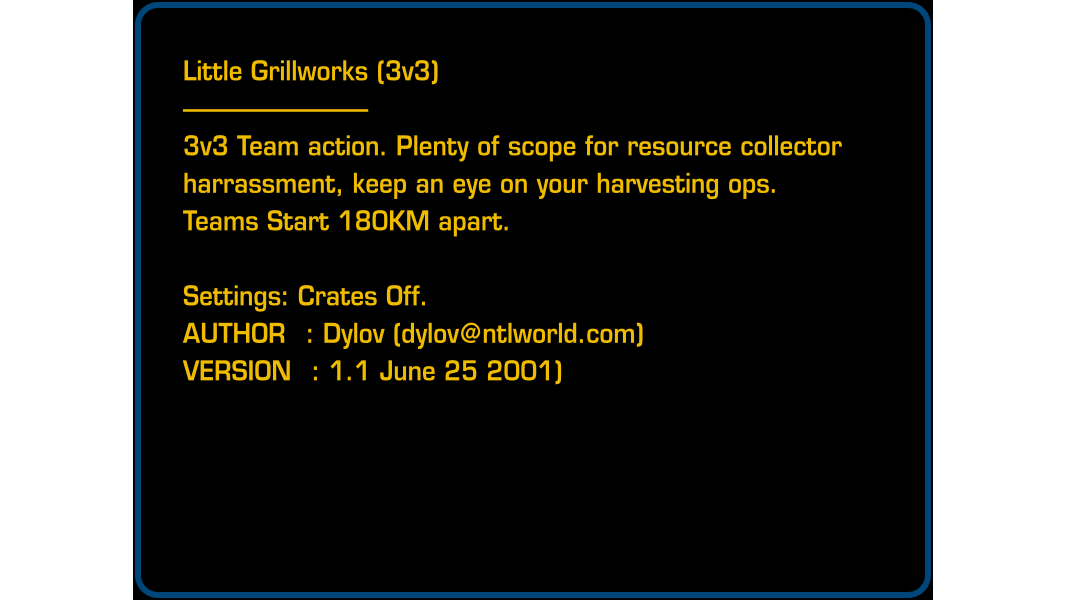 Little Grillworks (3v3)
3v3 Team action. Plenty of scope for resource collector
harrassment, keep an eye on your harvesting ops.
Teams Start 180KM apart.
Settings: Crates Off.
AUTHOR : Dylov (dylov@ntlworld.com)
VERSION : 1.1 June 25 2001)